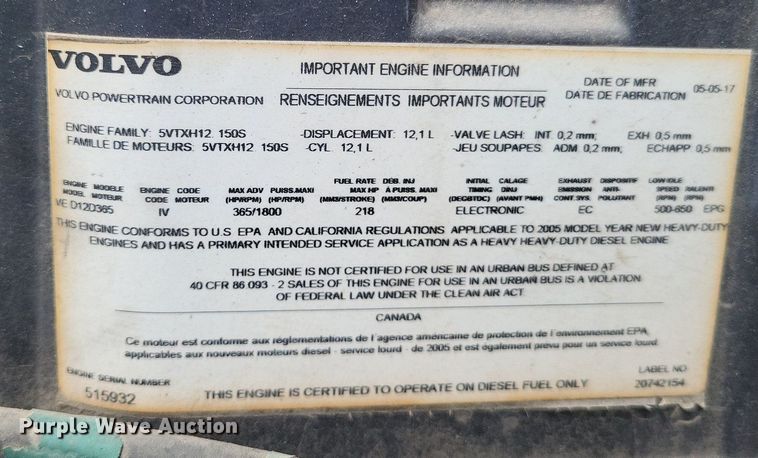 VOLVO
IMPORTANT ENGINE INFORMATION
DATE OF MFR
DATE DE FABRICATION
05-05-17
VOLVO POWERTRAIN CORPORATION
RENSEIGNEMENTS IMPORTANTS MOTEUR
ENGINE FAMILY: 5VTXH12. 150S -DISPLACEMENT: 12,1 L -VALVE LASH: INT. 0,2 mm; EXH. 0,5 mm
FAMILLE DE MOTEURS: 5VTXH12. 150S -CYL. 12,1 L -JEU SOUPAPES: ADM. 0,2 mm; ECHAPP. 0,5 mm
ENGINE MODELE ENGINE CODE MAX ADV PUISS.MAXI FUEL RATE DEB. INJ INITIAL CALAGE EXHAUST DISPOSITIF LOW IDLE
MODEL MOTEUR CODE MOTEUR (HP/RPM) (HP/RPM) MAX HP A PUISS. MAXI TIMING DINJ EMISSION ANTI- SPEED RALENTI
(MM3/STROKE) (MM3/COUP) (DEGBTDC) (AVANT PMH) CONT.SYS. POLLUTANT (RPM) (RPM)
VE D12D365 IV 365/1800 218 ELECTRONIC EC 500-650 EPG
THIS ENGINE CONFORMS TO U.S. EPA AND CALIFORNIA REGULATIONS APPLICABLE TO 2005 MODEL YEAR NEW HEAVY-DUTY
ENGINES AND HAS A PRIMARY INTENDED SERVICE APPLICATION AS A HEAVY HEAVY-DUTY DIESEL ENGINE
THIS ENGINE IS NOT CERTIFIED FOR USE IN AN URBAN BUS DEFINED AT
40 CFR 86 093 - 2 SALES OF THIS ENGINE FOR USE IN AN URBAN BUS IS A VIOLATION
OF FEDERAL LAW UNDER THE CLEAN AIR ACT.
CANADA
Ce moteur est conforme aux réglementations de l'agence américaine de protection de l'environnement EPA,
applicables aux nouveaux moteurs diesel - service lourd - de 2005 et est également prévu pour un service lourd.
ENGINE SERIAL NUMBER
515932
THIS ENGINE IS CERTIFIED TO OPERATE ON DIESEL FUEL ONLY
LABEL NO
20742154
Purple Wave Auction